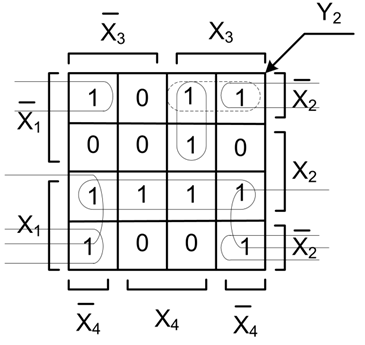 Y₂
X̅₃ X₃
1 0 1 1 X̅₂
X̅₁
0 0 1 0
X₂
1 1 1 1
X₁
1 0 0 1 X̅₂
X̅₄ X₄ X̅₄